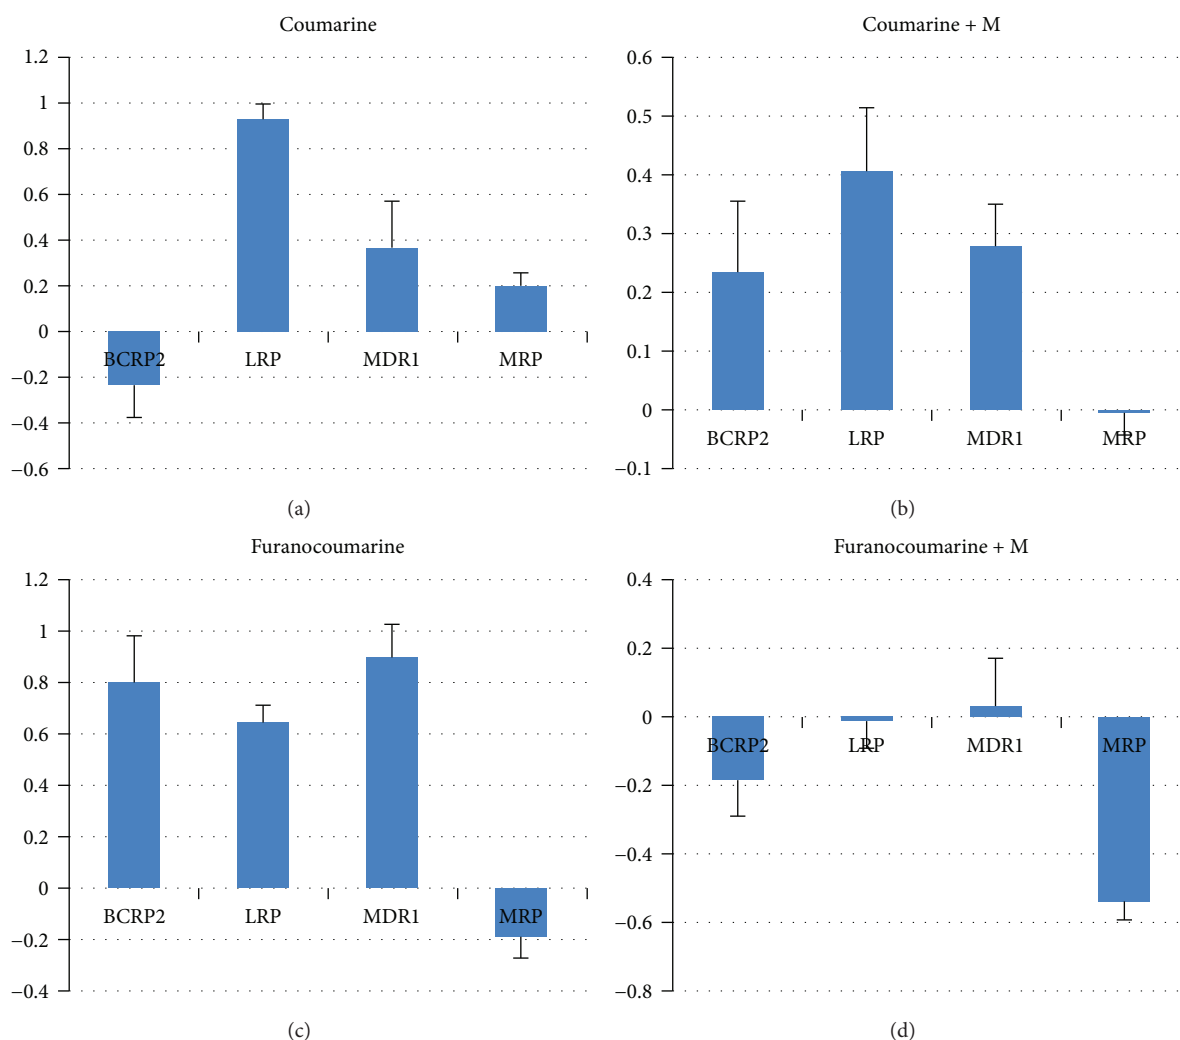 Coumarine
1.2
1
0.8
0.6
0.4
0.2
0
−0.2
−0.4
−0.6
BCRP2 LRP MDR1 MRP
(a)
Coumarine + M
0.6
0.5
0.4
0.3
0.2
0.1
0
−0.1
BCRP2 LRP MDR1 MRP
(b)
Furanocoumarine
1.2
1
0.8
0.6
0.4
0.2
0
−0.2
−0.4
BCRP2 LRP MDR1 MRP
(c)
Furanocoumarine + M
0.4
0.2
0
−0.2
−0.4
−0.6
−0.8
BCRP2 LRP MDR1 MRP
(d)